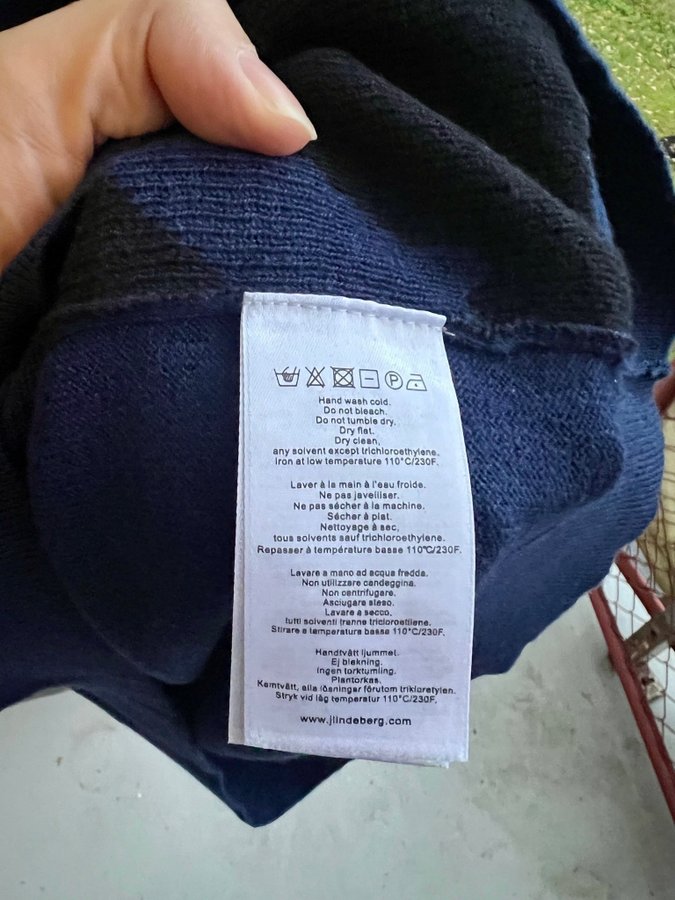 P
Hand wash cold.
Do not bleach.
Do not tumble dry.
Dry flat.
Dry clean,
any solvent except trichloroethylene.
Iron at low temperature 110°C/230F.
Laver à la main à l'eau froide.
Ne pas javelliser.
Ne pas sécher à la machine.
Sécher à plat.
Nettoyage à sec,
tous solvents sauf trichloroethylene.
Repasser à température basse 110°C/230F.
Lavare a mano ad acqua fredda.
Non utilizzare candeggina.
Non centrifugare.
Asciugare steso.
Lavare a secco,
tutti solventi tranne tricloroetilene.
Stirare a temperatura bassa 110°C/230F.
Handtvätt ljummet.
Ej blekning.
Ingen torktumling.
Plantorkas.
Kemtvätt, alla lösningar förutom trikloretylen.
Stryk vid låg temperatur 110°C/230F.
www.jlindeberg.com